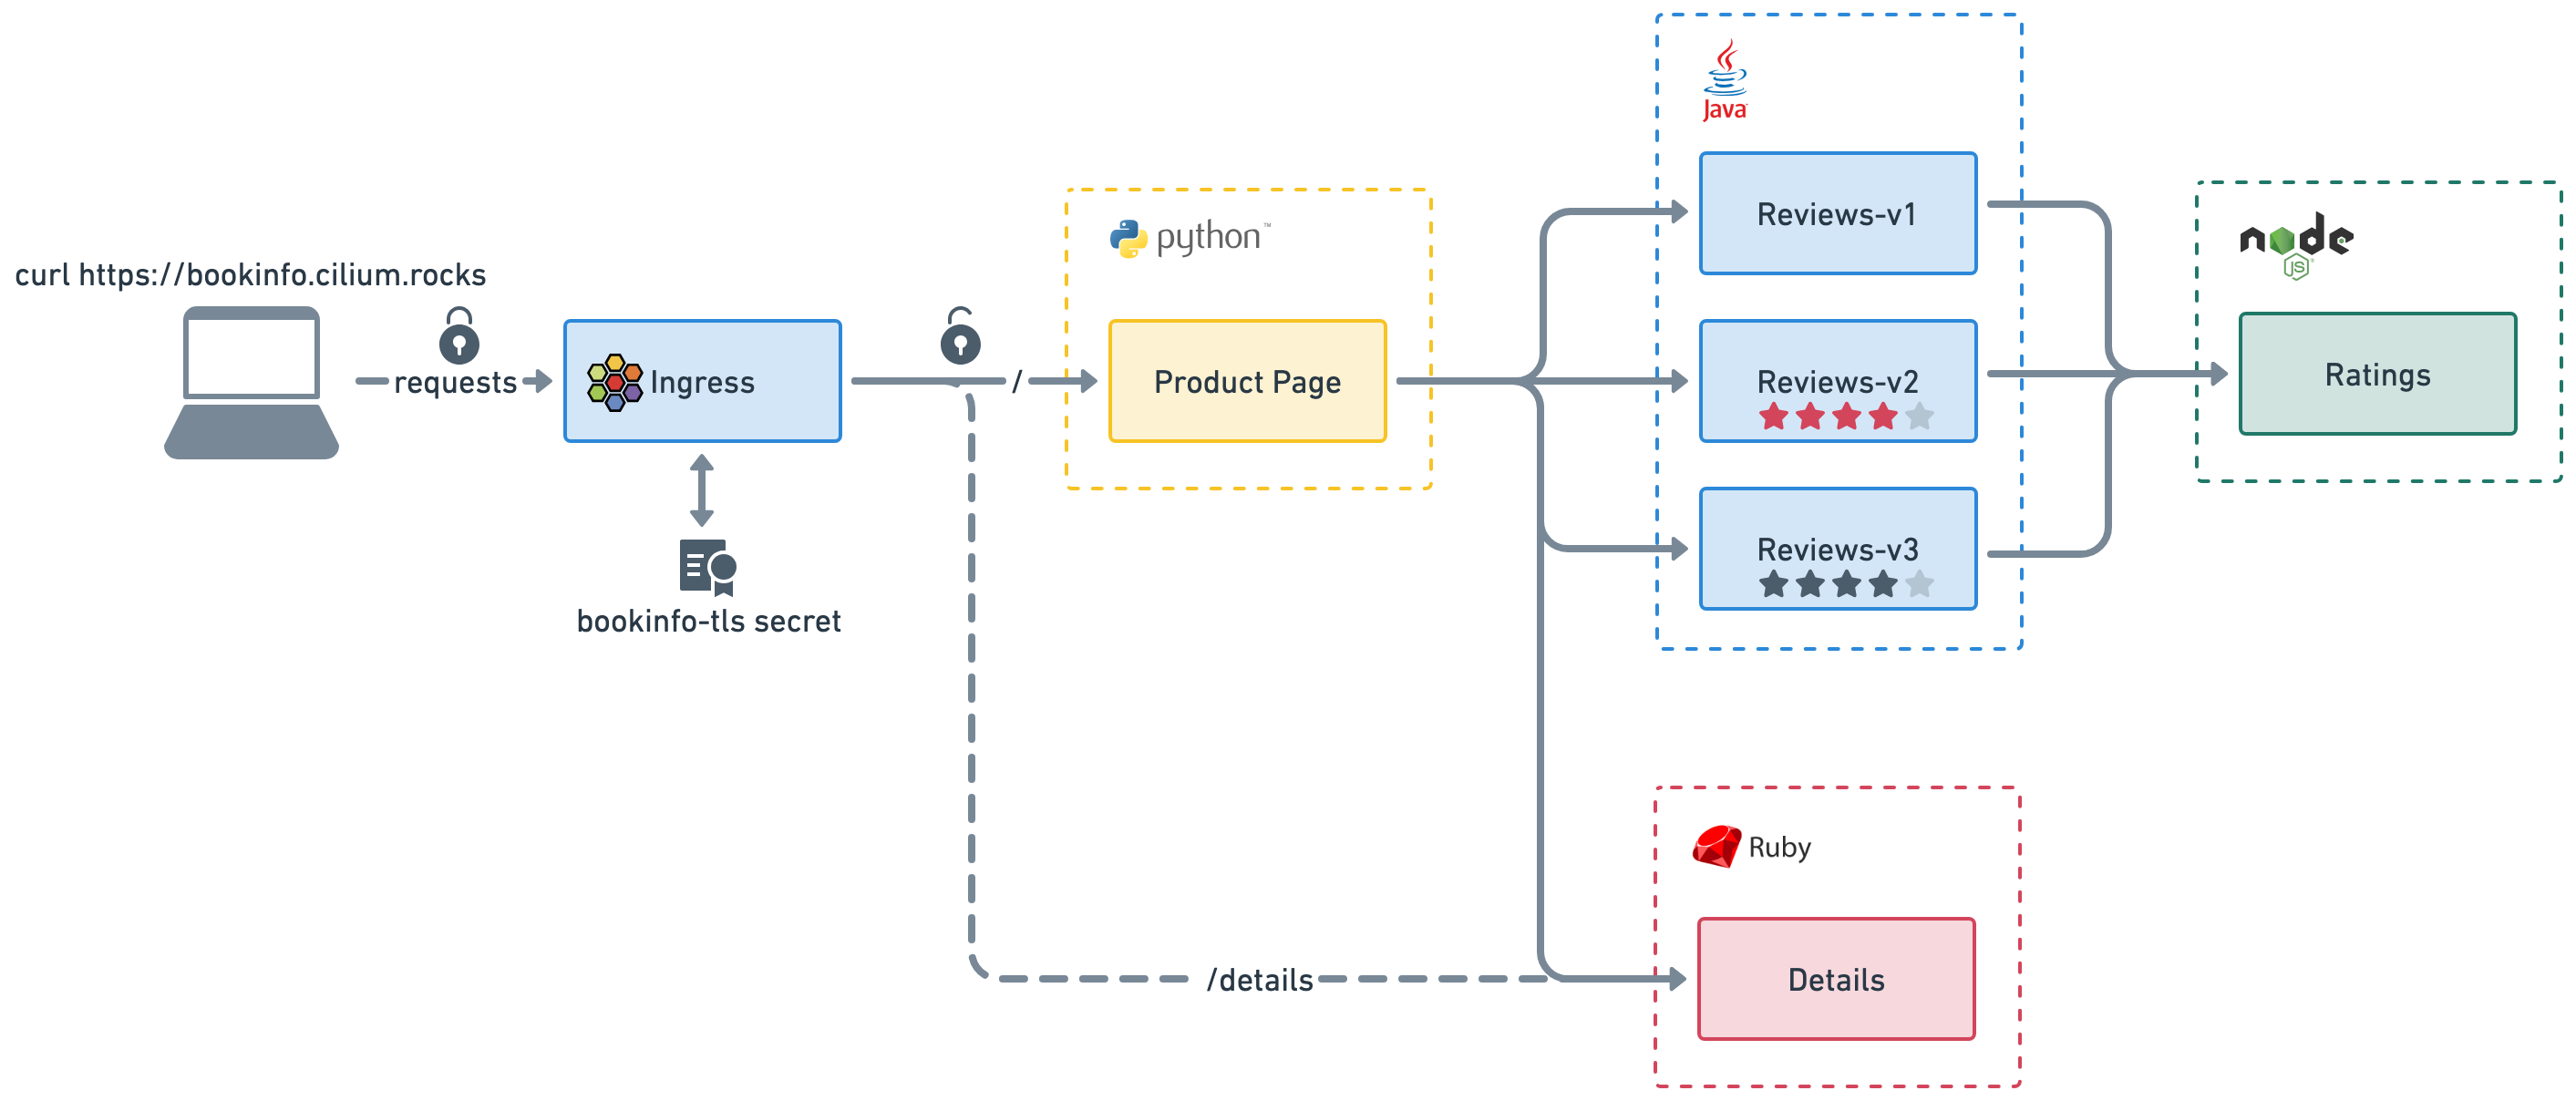 curl https://bookinfo.cilium.rocks
requests
Ingress
bookinfo-tls secret
/
/details
python™
Product Page
Java
Reviews-v1
Reviews-v2
Reviews-v3
node
JS
Ratings
Ruby
Details